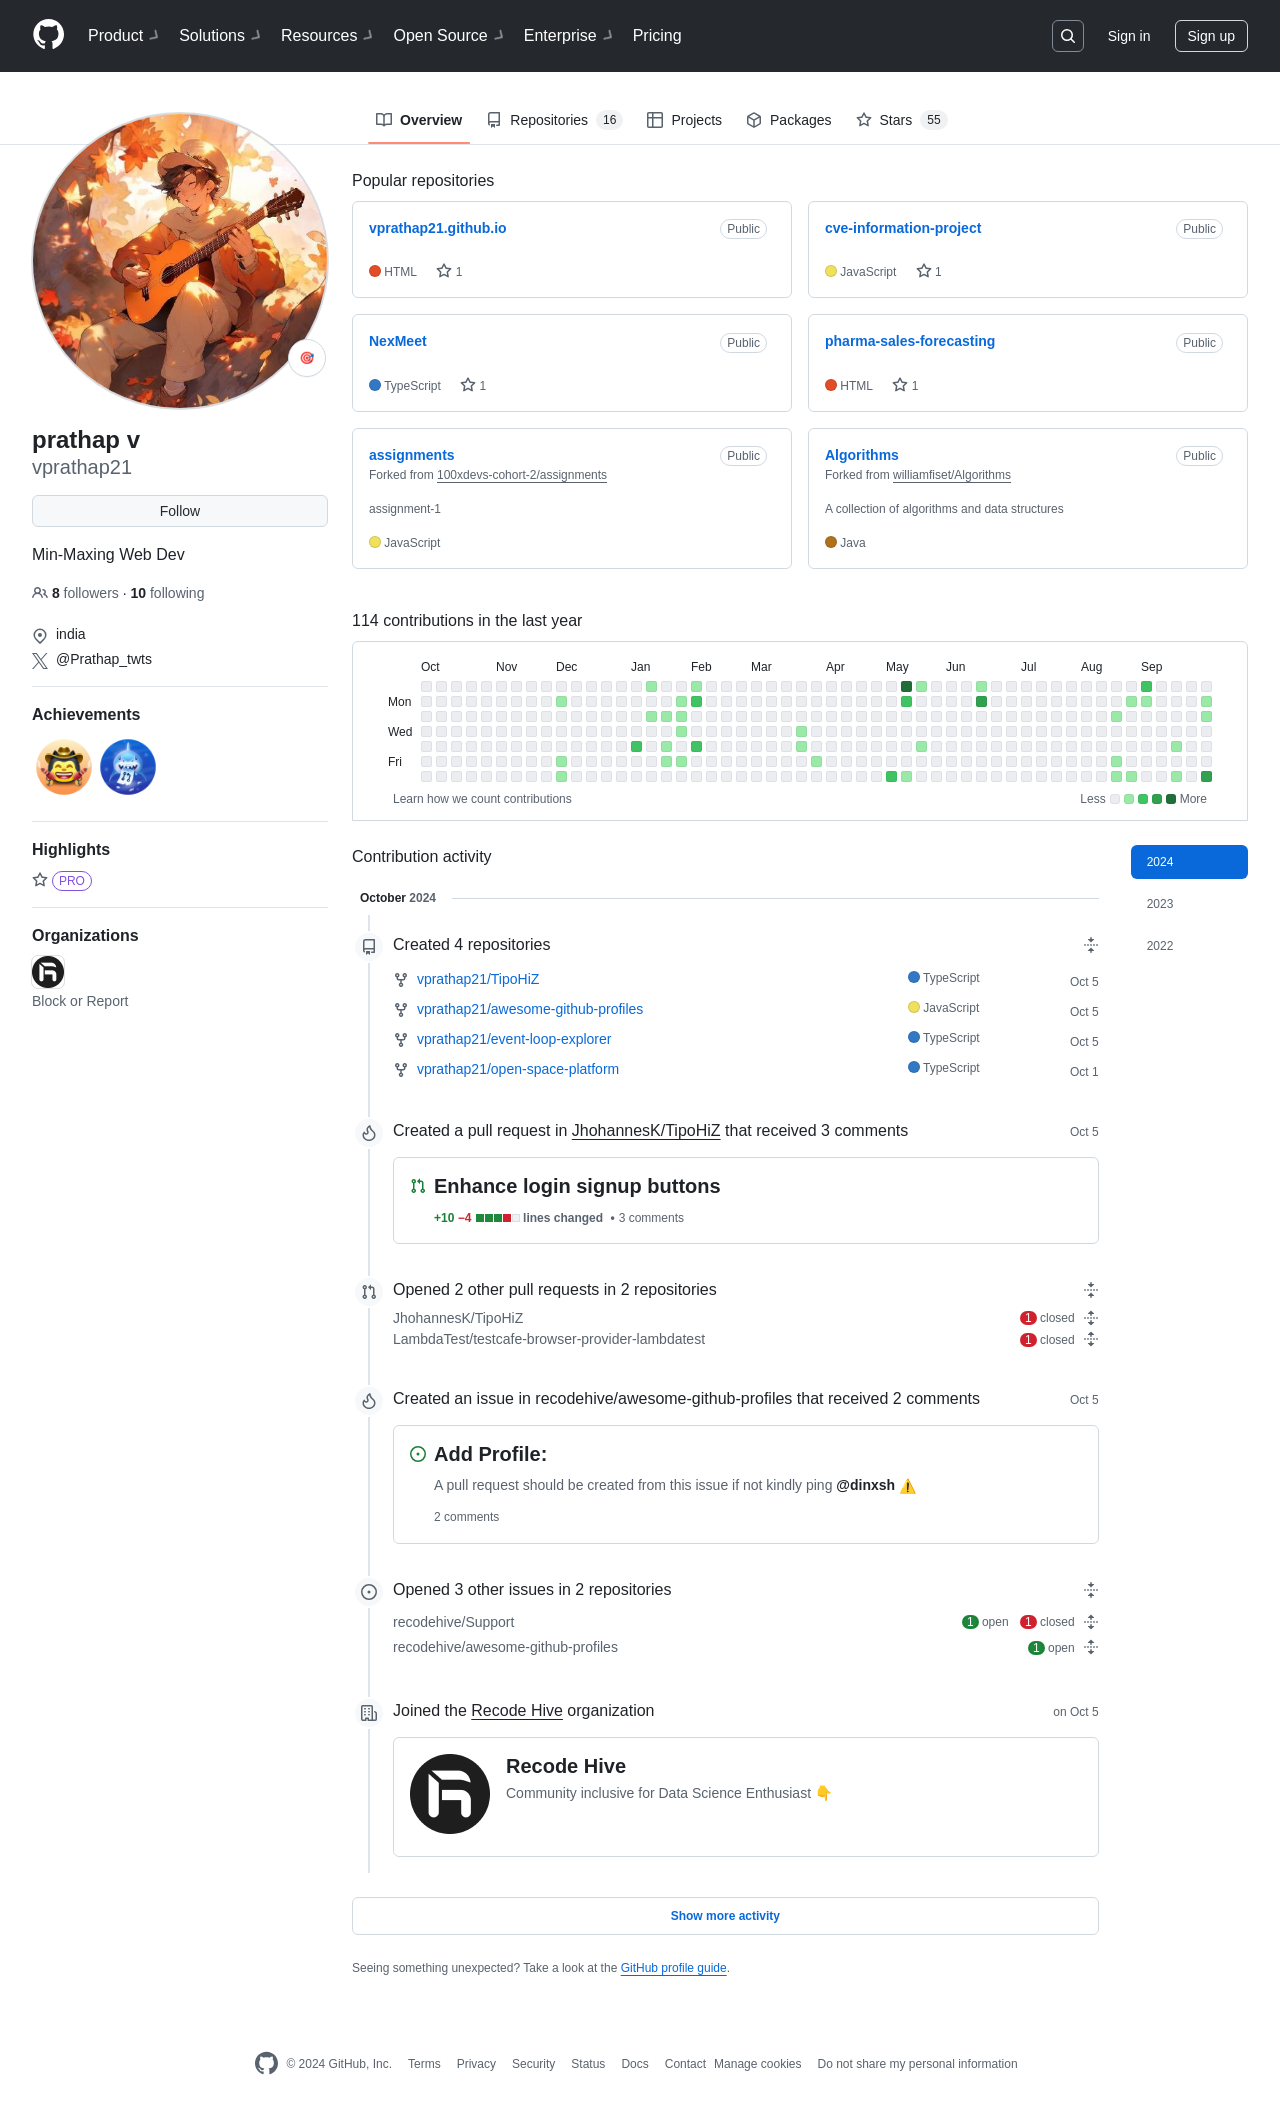 Product Solutions Resources Open Source Enterprise Pricing Sign in Sign up
Overview Repositories 16 Projects Packages Stars 55
prathap v
vprathap21
Follow
Min-Maxing Web Dev
8 followers · 10 following
india
@Prathap_twts
Achievements
Highlights
PRO
Organizations
Block or Report
Popular repositories
vprathap21.github.io Public
HTML 1
cve-information-project Public
JavaScript 1
NexMeet Public
TypeScript 1
pharma-sales-forecasting Public
HTML 1
assignments Public
Forked from 100xdevs-cohort-2/assignments
assignment-1
JavaScript
Algorithms Public
Forked from williamfiset/Algorithms
A collection of algorithms and data structures
Java
114 contributions in the last year
Oct Nov Dec Jan Feb Mar Apr May Jun Jul Aug Sep
Mon
Wed
Fri
Learn how we count contributions Less More
Contribution activity
2024
2023
2022
October 2024
Created 4 repositories
vprathap21/TipoHiZ TypeScript Oct 5
vprathap21/awesome-github-profiles JavaScript Oct 5
vprathap21/event-loop-explorer TypeScript Oct 5
vprathap21/open-space-platform TypeScript Oct 1
Created a pull request in JhohannesK/TipoHiZ that received 3 comments Oct 5
Enhance login signup buttons
+10 −4 lines changed • 3 comments
Opened 2 other pull requests in 2 repositories
JhohannesK/TipoHiZ 1 closed
LambdaTest/testcafe-browser-provider-lambdatest 1 closed
Created an issue in recodehive/awesome-github-profiles that received 2 comments Oct 5
Add Profile:
A pull request should be created from this issue if not kindly ping @dinxsh ⚠️
2 comments
Opened 3 other issues in 2 repositories
recodehive/Support 1 open 1 closed
recodehive/awesome-github-profiles 1 open
Joined the Recode Hive organization on Oct 5
Recode Hive
Community inclusive for Data Science Enthusiast 👇
Show more activity
Seeing something unexpected? Take a look at the GitHub profile guide.
© 2024 GitHub, Inc. Terms Privacy Security Status Docs Contact Manage cookies Do not share my personal information